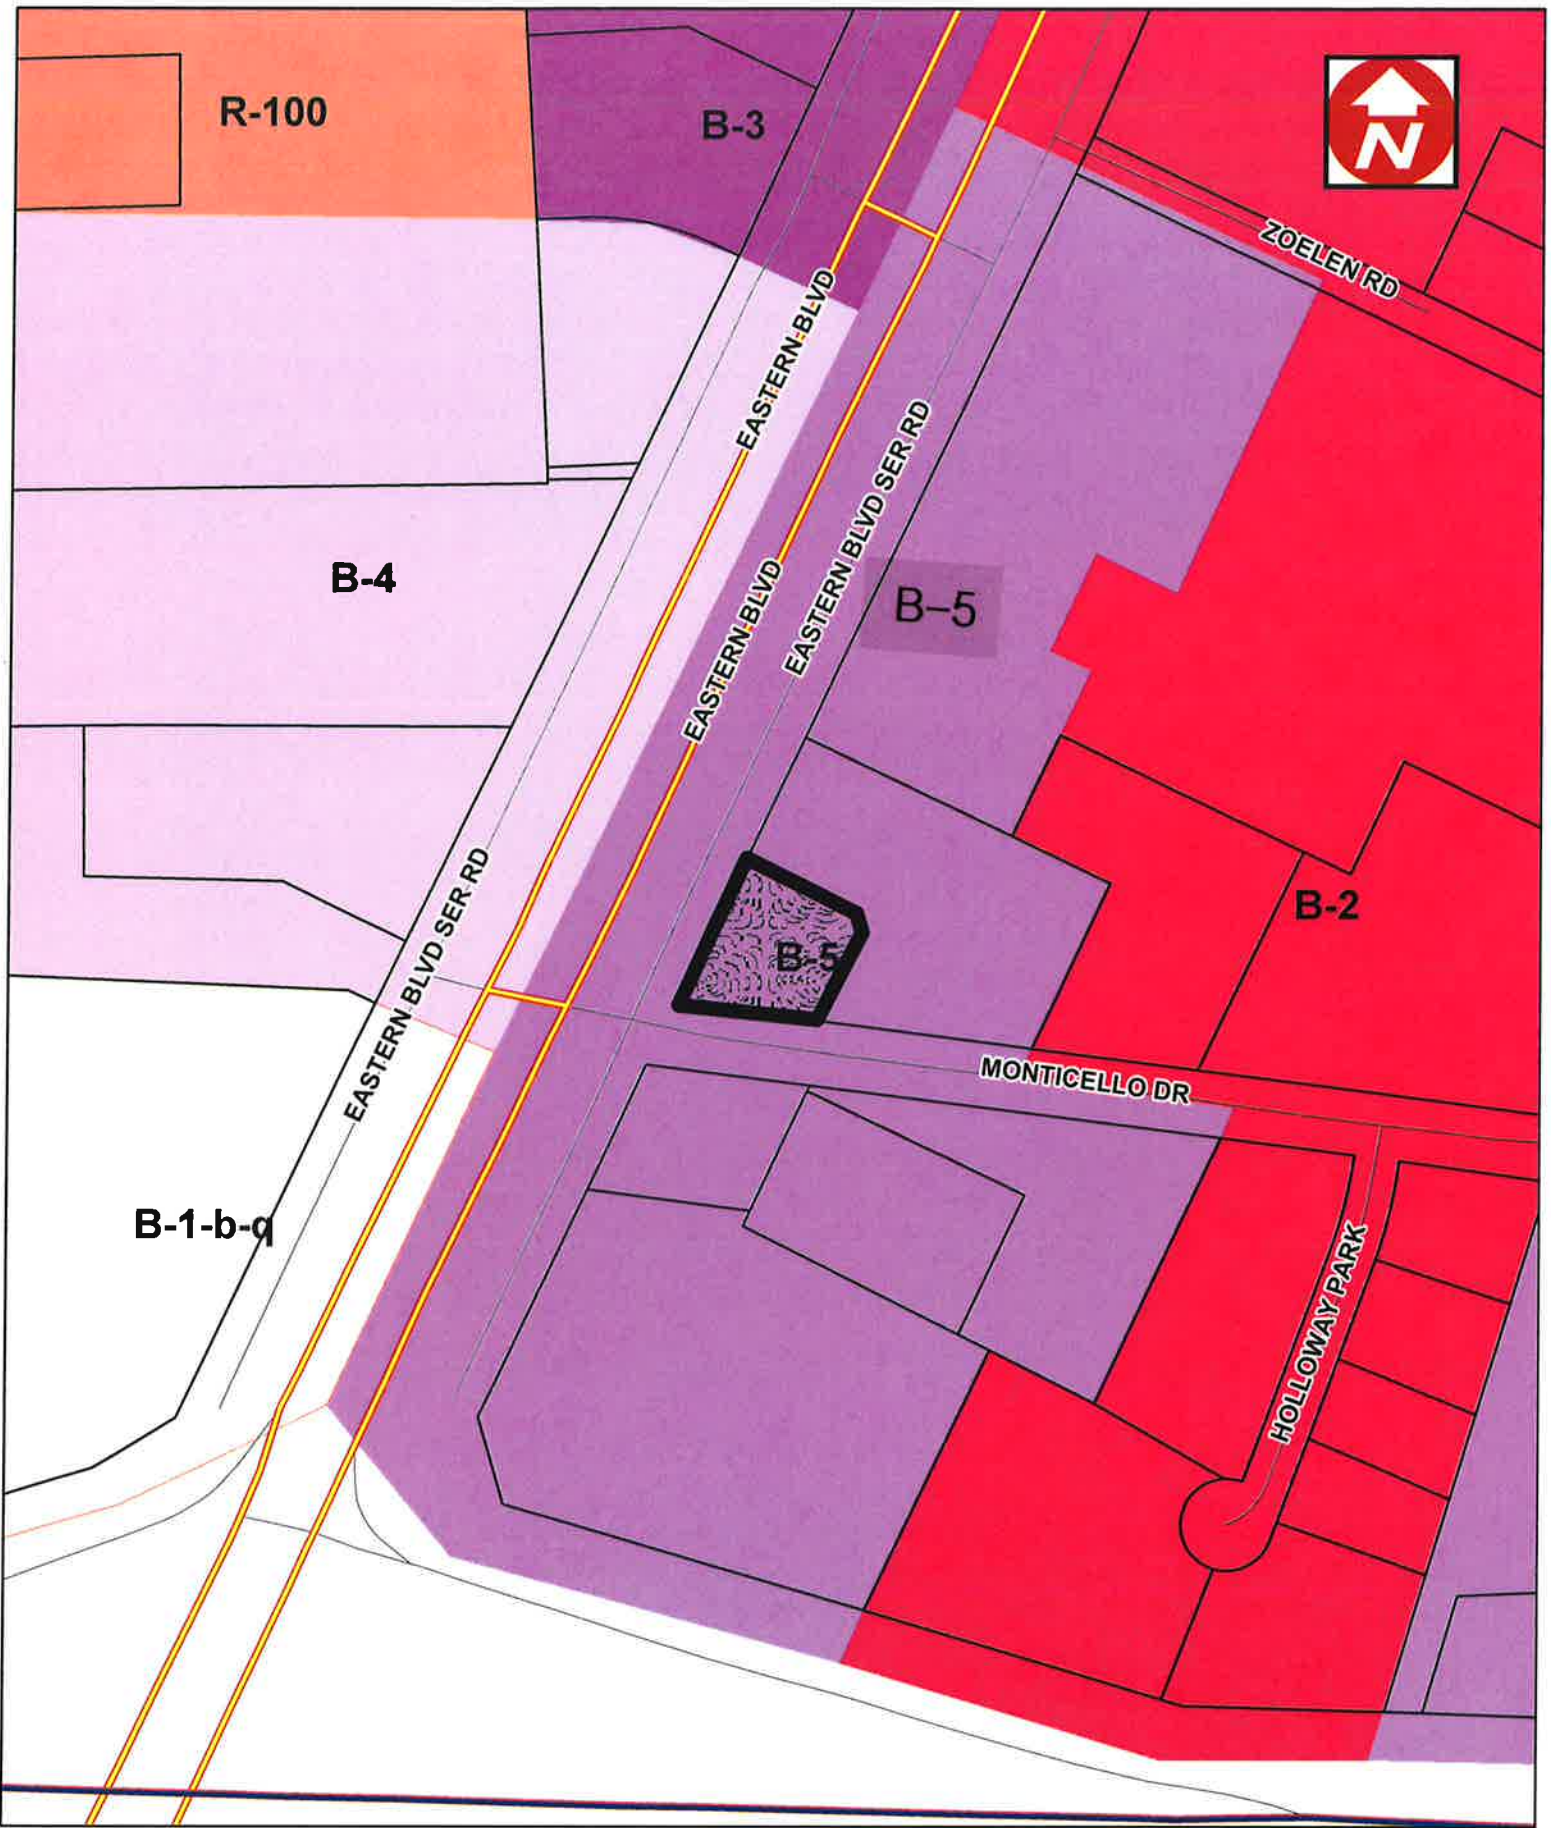 R-100
B-3
N
ZOELEN RD
EASTERN BLVD
EASTERN BLVD SER RD
B-4
B–5
EASTERN BLVD
EASTERN BLVD SER RD
B-2
B-5
MONTICELLO DR
B-1-b-q
HOLLOWAY PARK